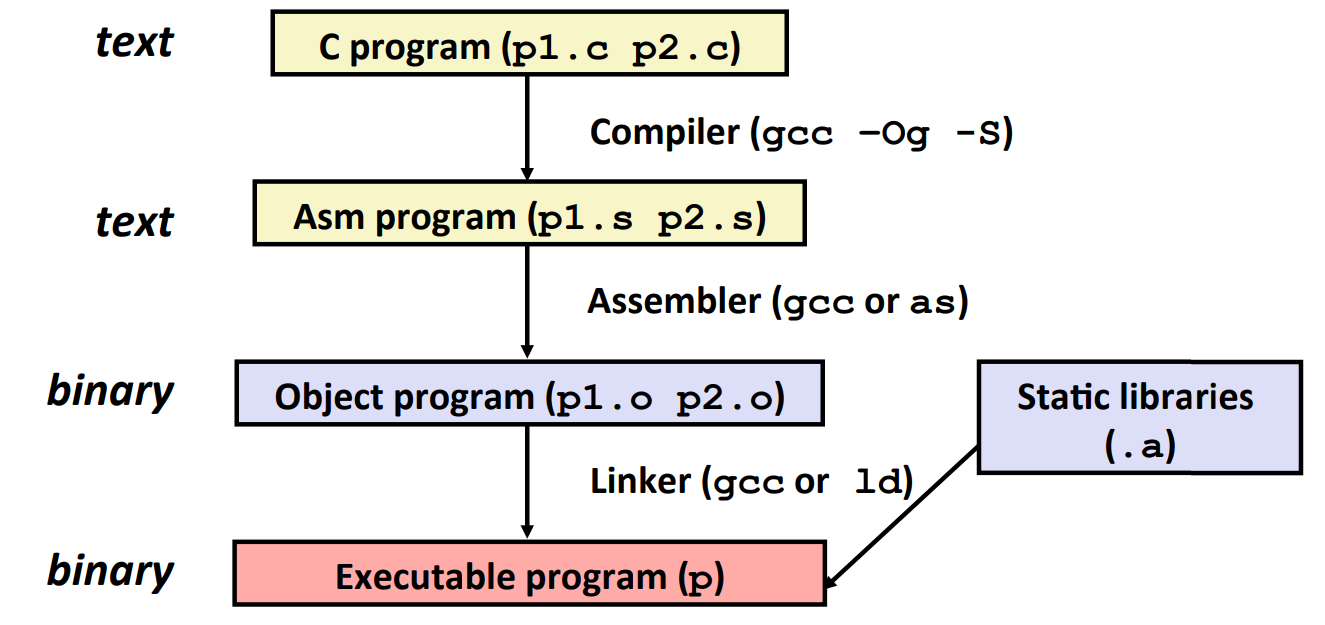 text
C program (p1.c p2.c)
Compiler (gcc –Og -S)
text
Asm program (p1.s p2.s)
Assembler (gcc or as)
binary
Object program (p1.o p2.o)
Static libraries
(.a)
Linker (gcc or ld)
binary
Executable program (p)